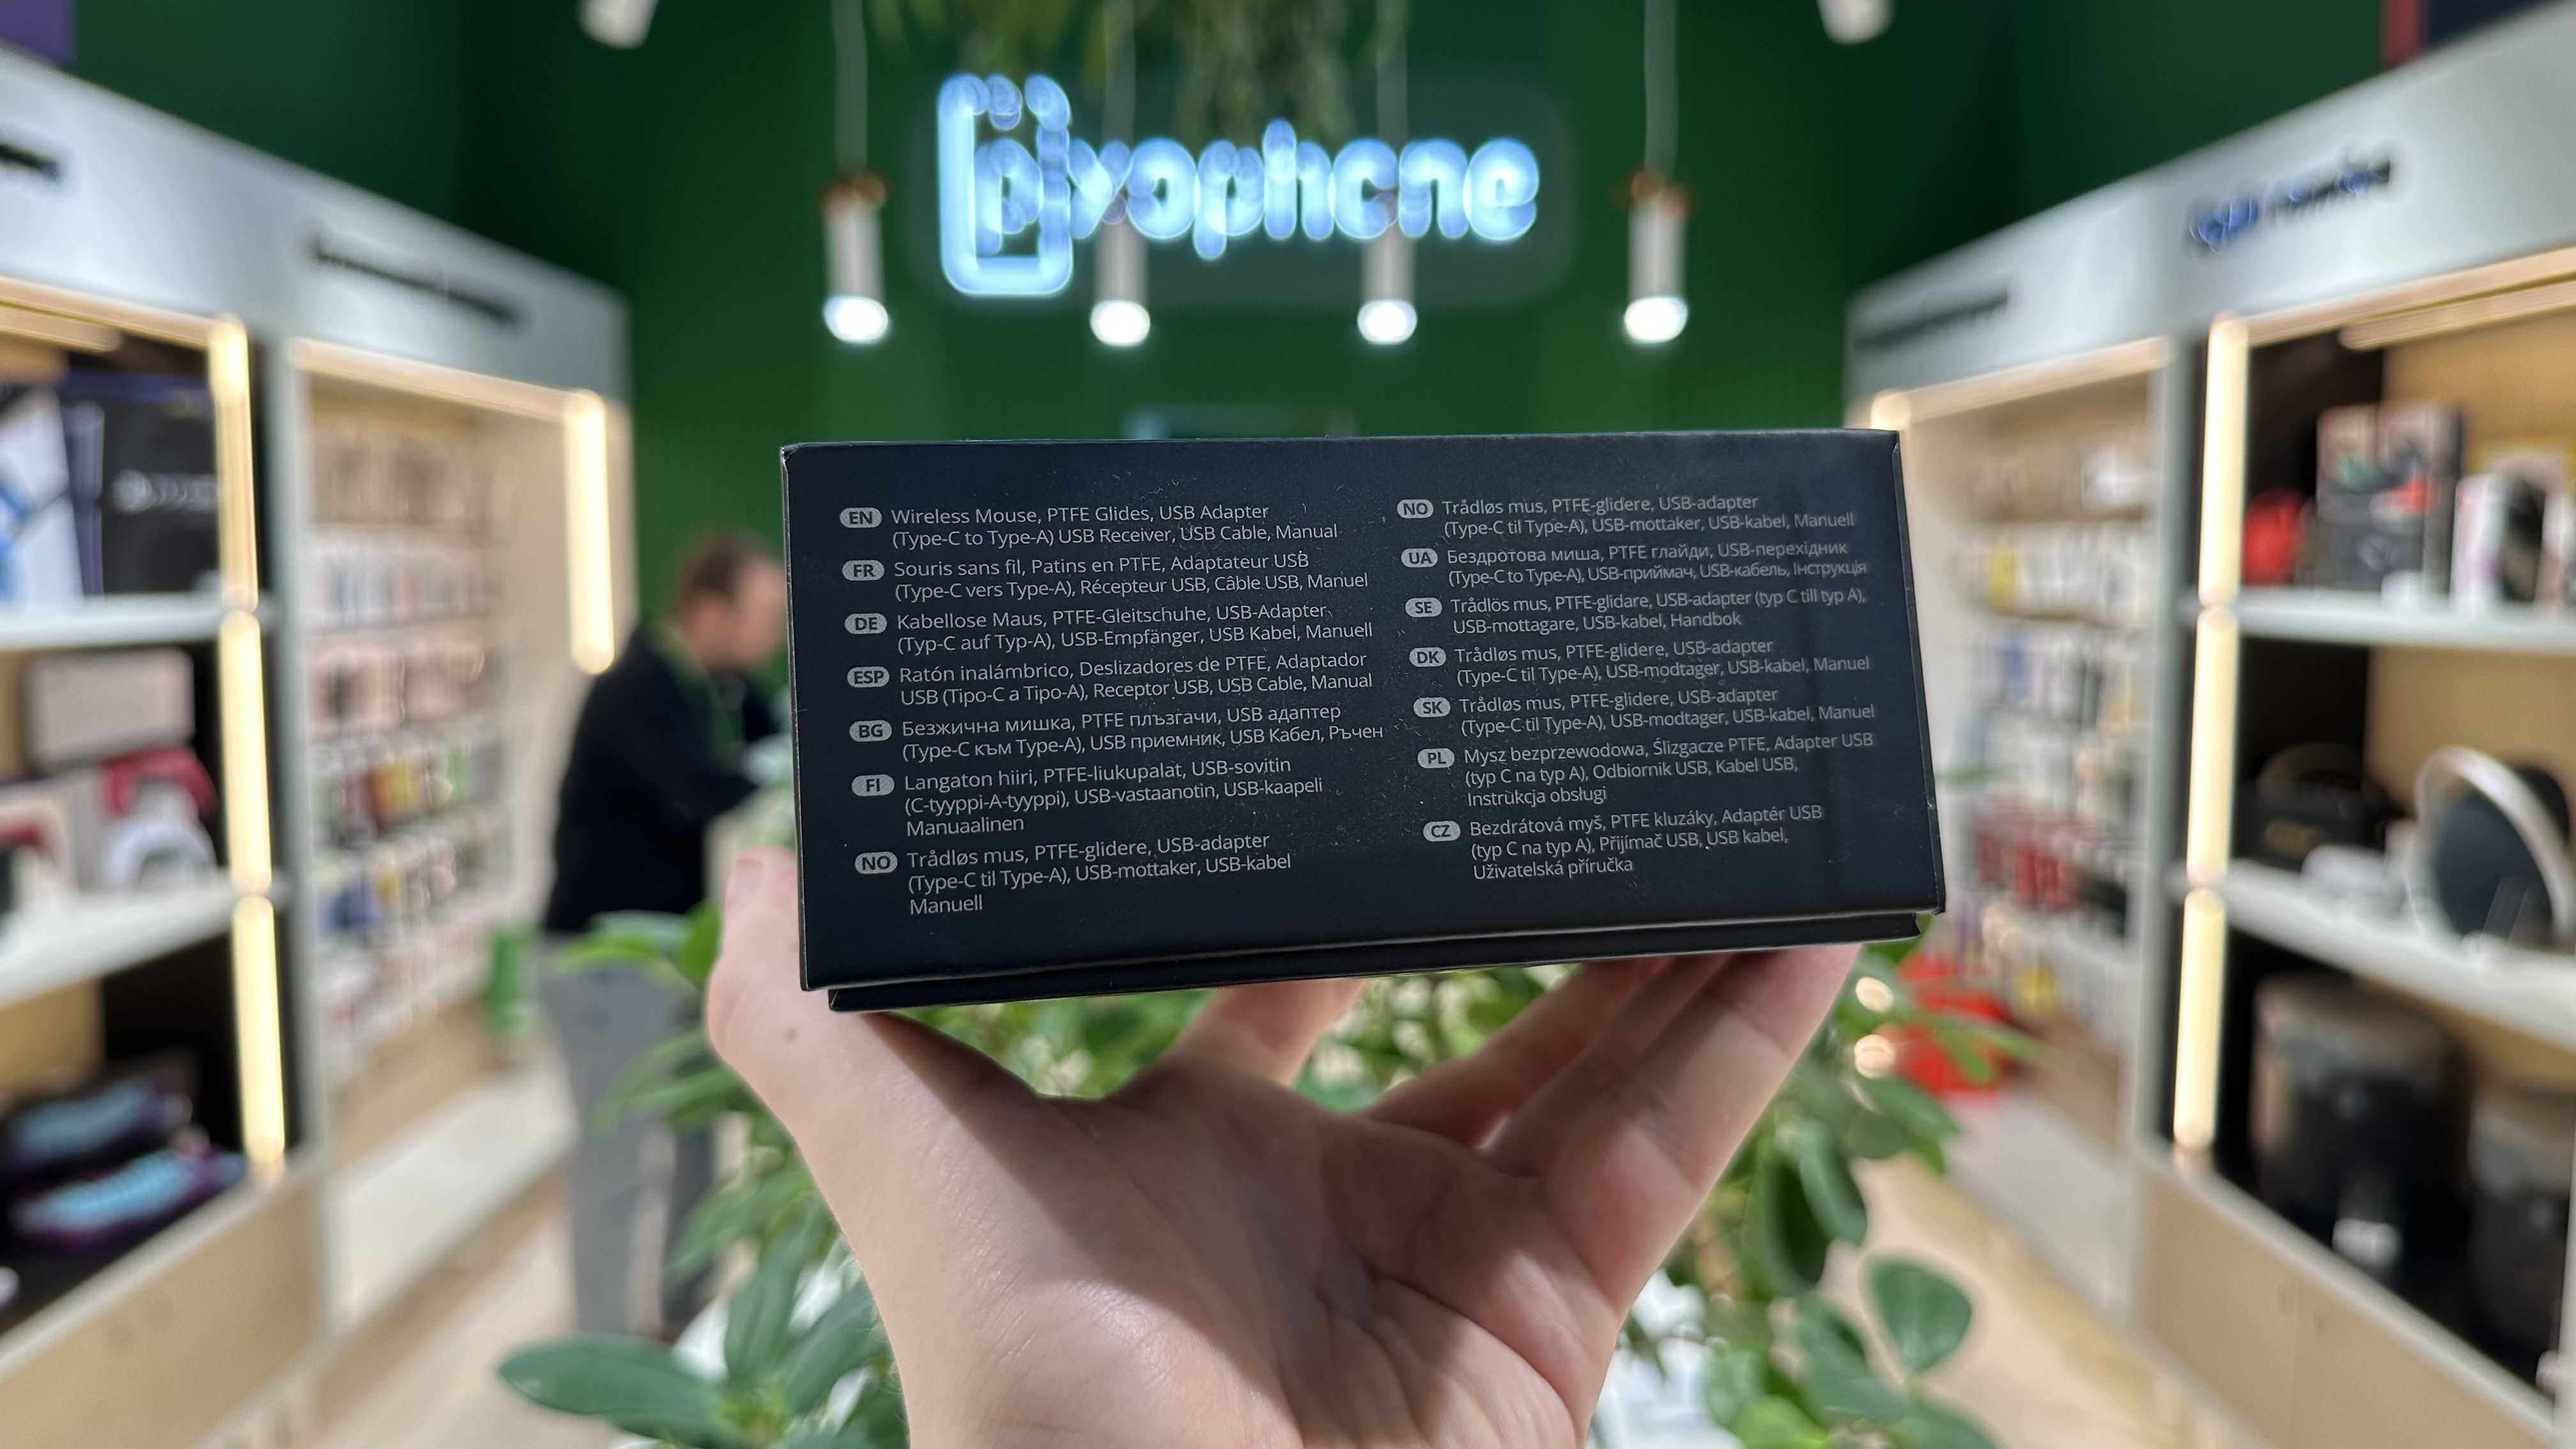 EN Wireless Mouse, PTFE Glides, USB Adapter
(Type-C to Type-A) USB Receiver, USB Cable, Manual
FR Souris sans fil, Patins en PTFE, Adaptateur USB
(Type-C vers Type-A), Récepteur USB, Câble USB, Manuel
DE Kabellose Maus, PTFE-Gleitschuhe, USB-Adapter
(Typ-C auf Typ-A), USB-Empfänger, USB Kabel, Manuell
ESP Ratón inalámbrico, Deslizadores de PTFE, Adaptador
USB (Tipo-C a Tipo-A), Receptor USB, USB Cable, Manual
BG Безжична мишка, PTFE плъзгачи, USB адаптер
(Type-C към Type-A), USB приемник, USB Кабел, Ръчен
FI Langaton hiiri, PTFE-liukupalat, USB-sovitin
(C-tyyppi-A-tyyppi), USB-vastaanotin, USB-kaapeli
Manuaalinen
NO Trådløs mus, PTFE-glidere, USB-adapter
(Type-C til Type-A), USB-mottaker, USB-kabel
Manuell
NO Trådløs mus, PTFE-glidere, USB-adapter
(Type-C til Type-A), USB-mottaker, USB-kabel, Manuell
UA Бездротова миша, PTFE глайди, USB-перехідник
(Type-C to Type-A), USB-приймач, USB-кабель, Інструкція
SE Trådlös mus, PTFE-glidare, USB-adapter (typ C till typ A),
USB-mottagare, USB-kabel, Handbok
DK Trådløs mus, PTFE-glidere, USB-adapter
(Type-C til Type-A), USB-modtager, USB-kabel, Manuel
SK Trådløs mus, PTFE-glidere, USB-adapter
(Type-C til Type-A), USB-modtager, USB-kabel, Manuel
PL Mysz bezprzewodowa, Ślizgacze PTFE, Adapter USB
(typ C na typ A), Odbiornik USB, Kabel USB,
Instrukcja obsługi
CZ Bezdrátová myš, PTFE kluzáky, Adaptér USB
(typ C na typ A), Přijímač USB, USB kabel,
Uživatelská příručka